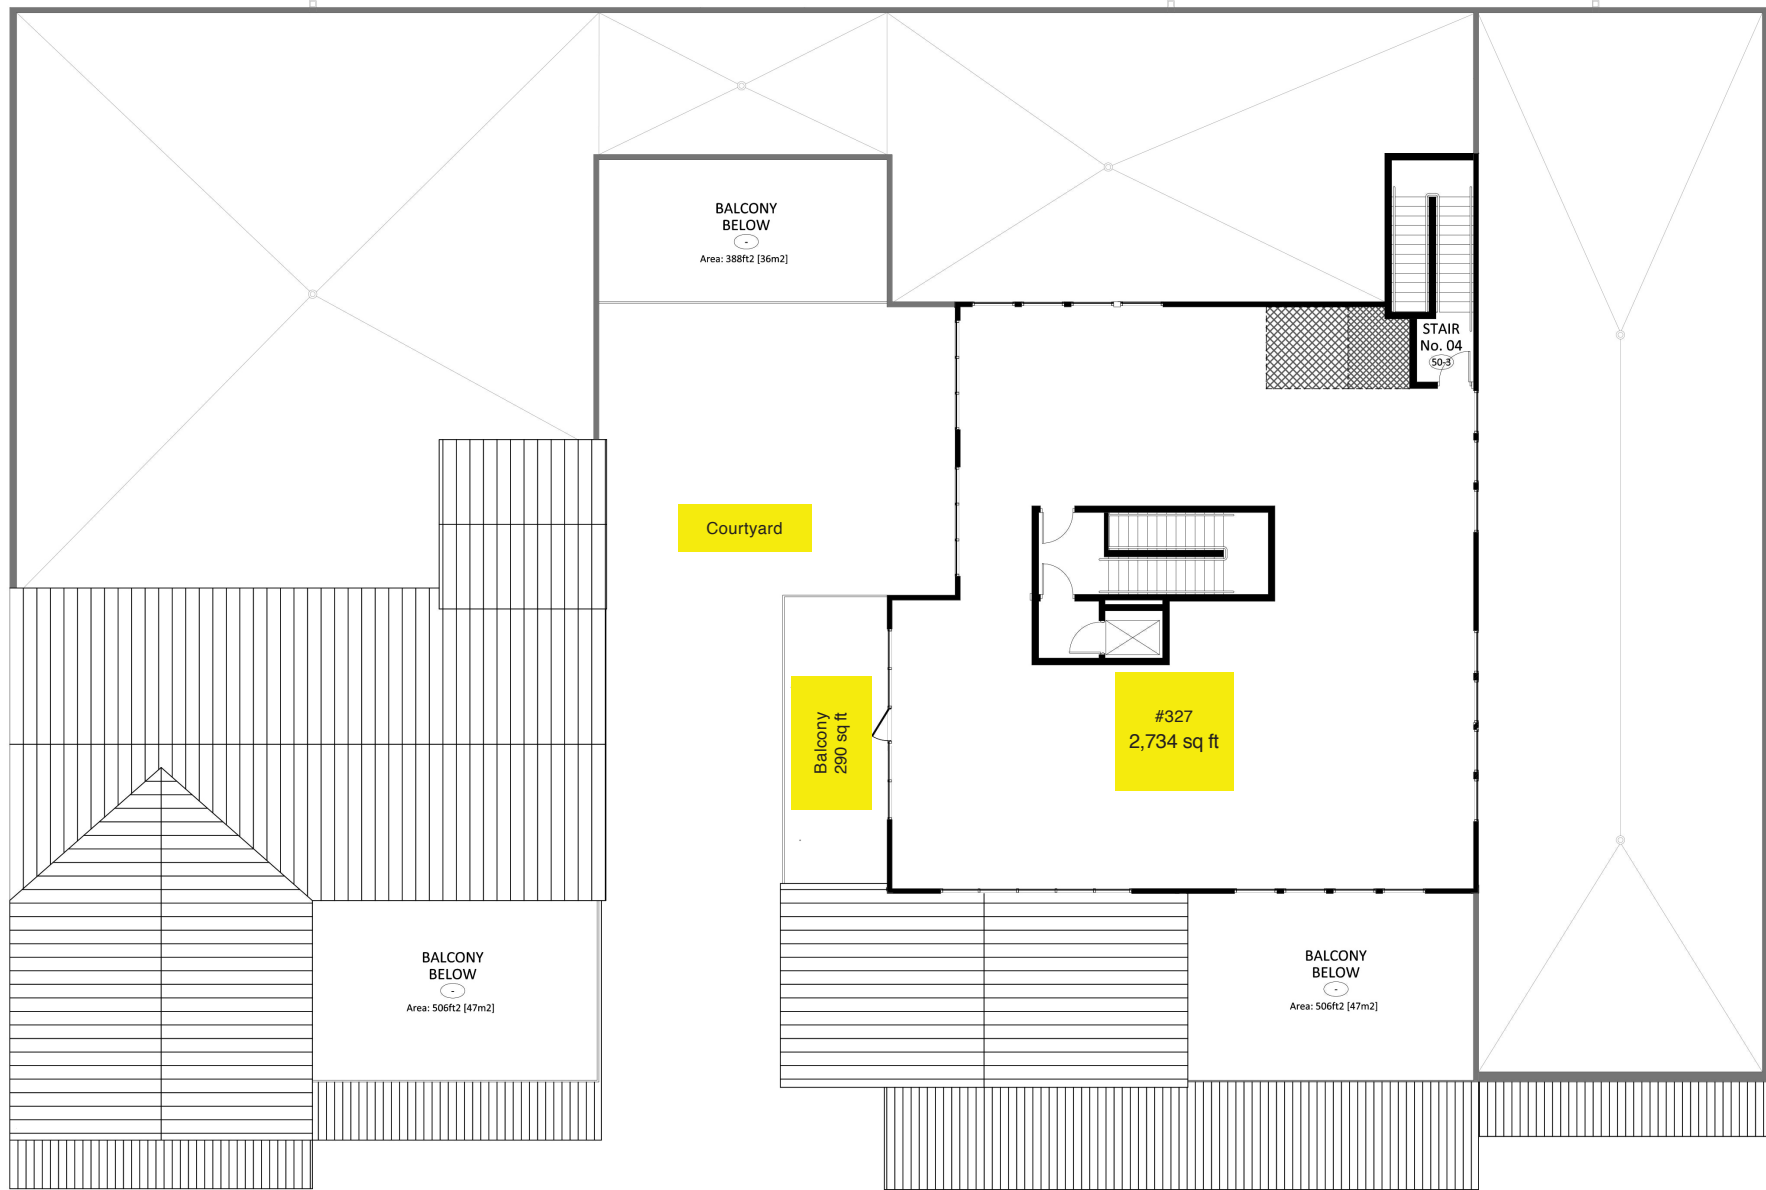 BALCONY
BELOW
-
Area: 388ft2 [36m2]
STAIR
No. 04
50-3
Courtyard
Balcony
290 sq ft
#327
2,734 sq ft
BALCONY
BELOW
-
Area: 506ft2 [47m2]
BALCONY
BELOW
-
Area: 506ft2 [47m2]